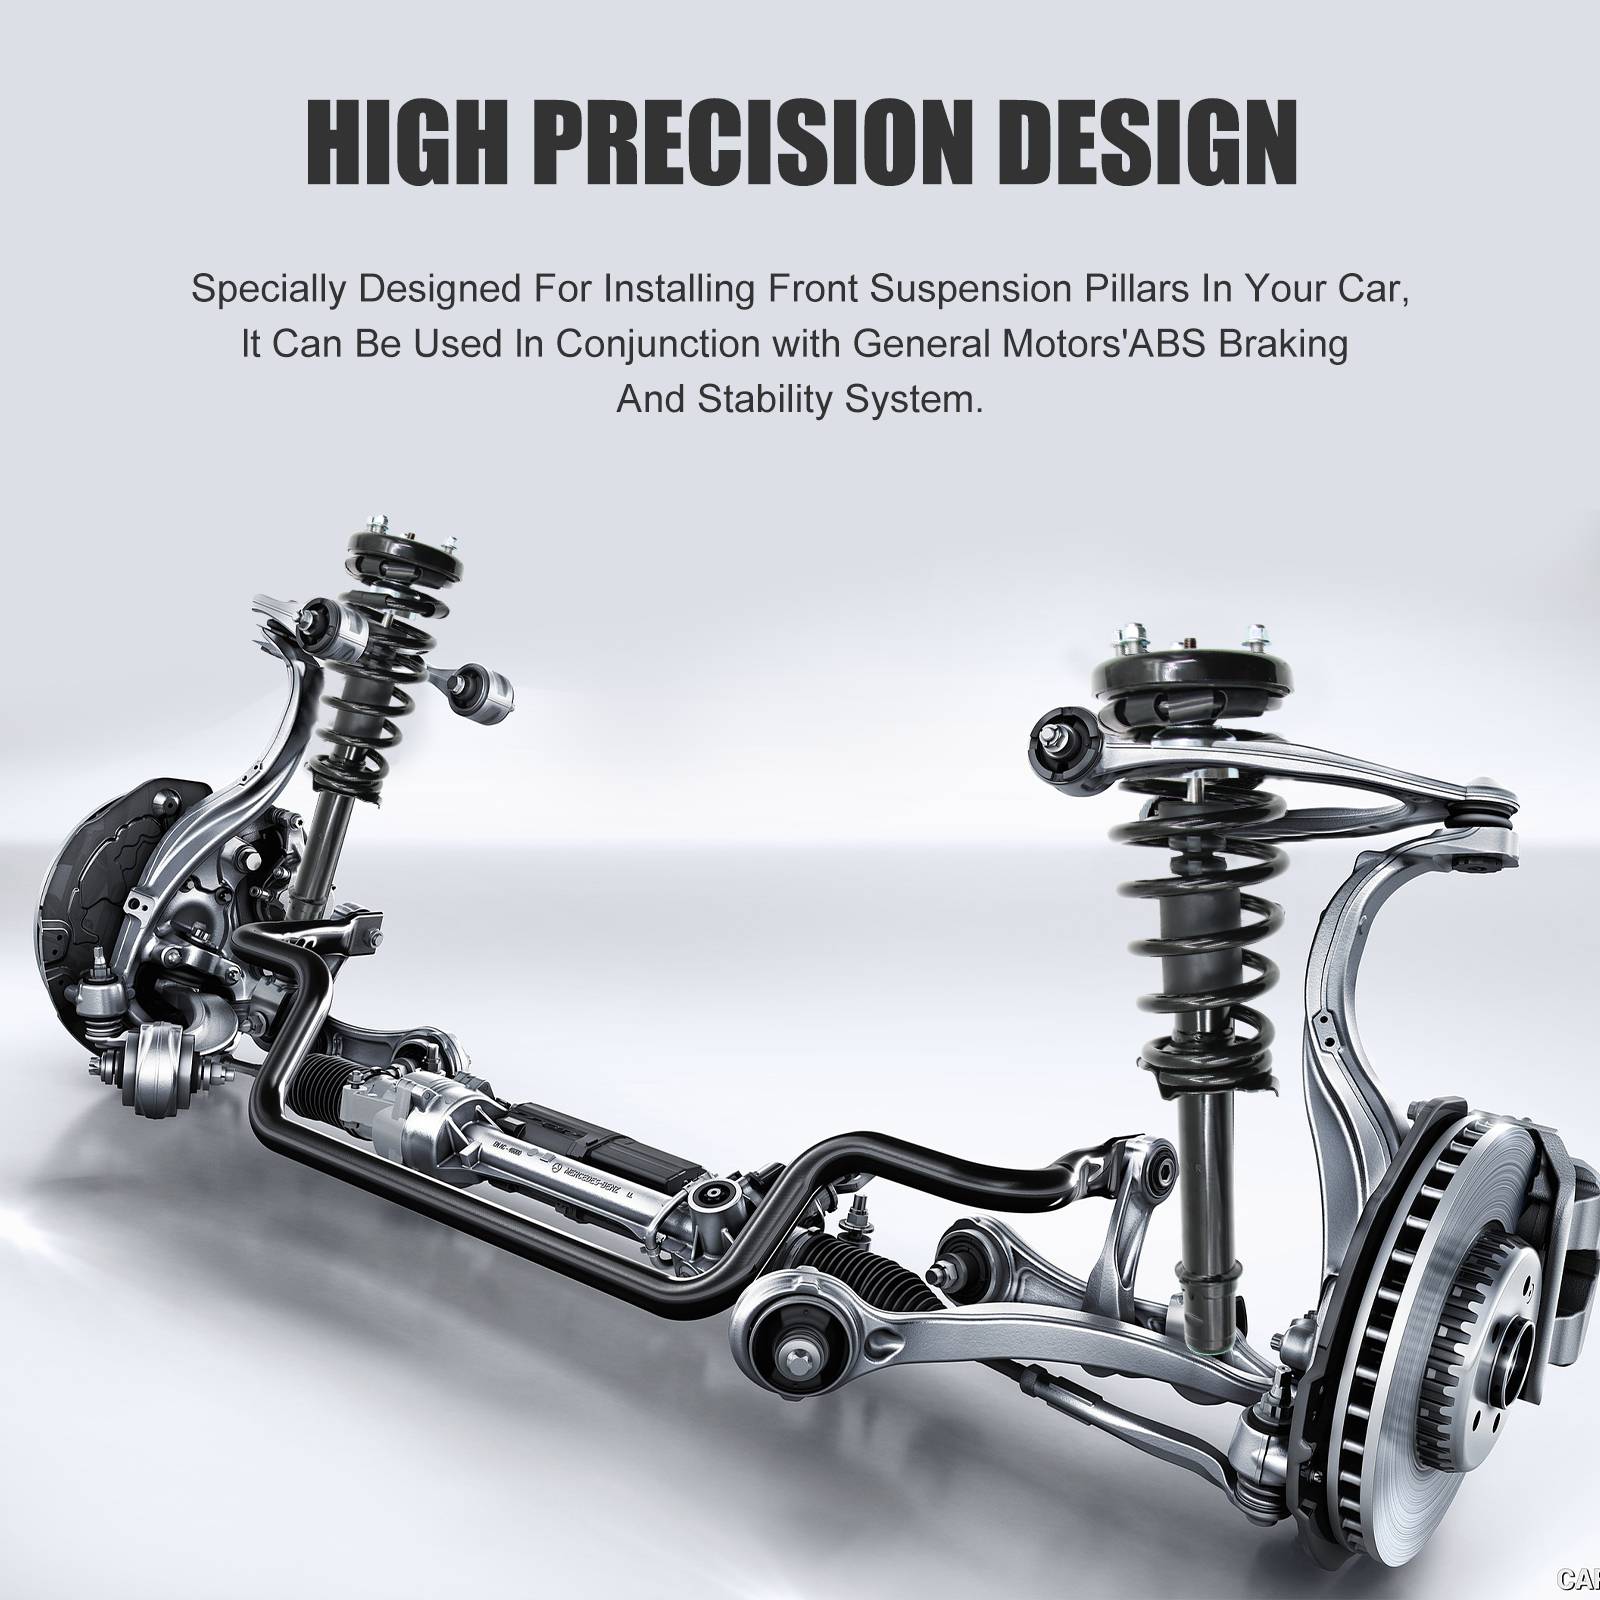 HIGH PRECISION DESIGN
Specially Designed For Installing Front Suspension Pillars In Your Car,
It Can Be Used In Conjunction with General Motors'ABS Braking
And Stability System.
MERCEDES-BENZ